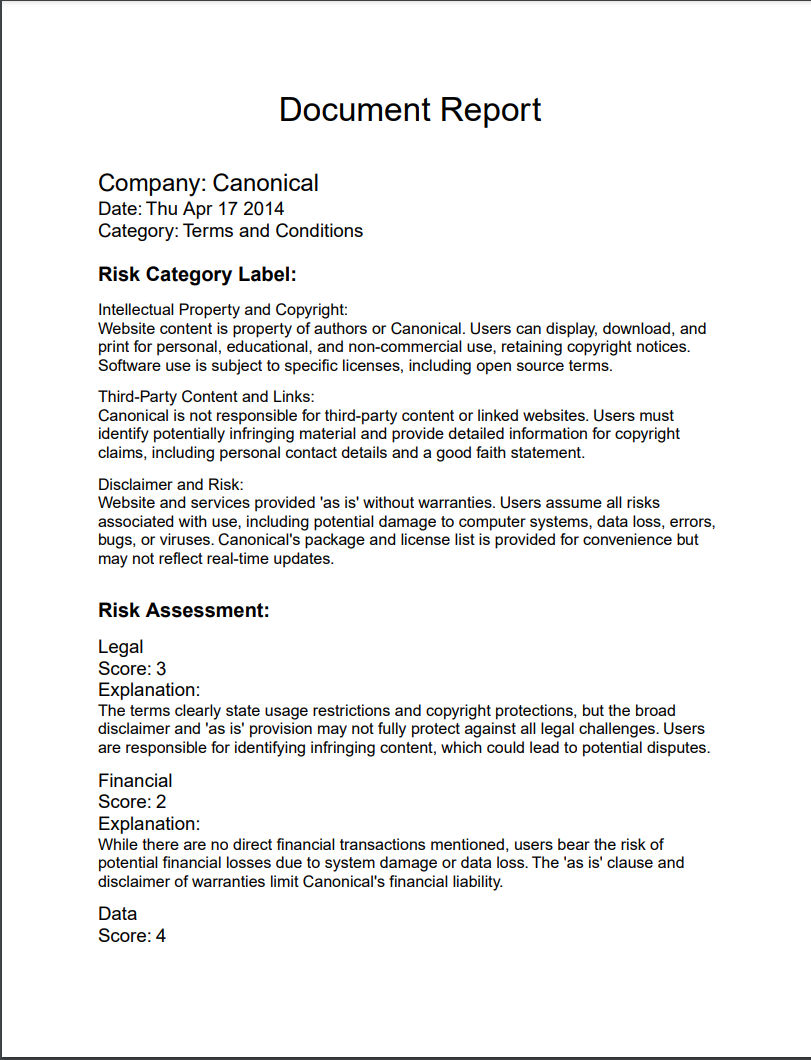 Document Report
Company: Canonical
Date: Thu Apr 17 2014
Category: Terms and Conditions
Risk Category Label:
Intellectual Property and Copyright:
Website content is property of authors or Canonical. Users can display, download, and
print for personal, educational, and non-commercial use, retaining copyright notices.
Software use is subject to specific licenses, including open source terms.
Third-Party Content and Links:
Canonical is not responsible for third-party content or linked websites. Users must
identify potentially infringing material and provide detailed information for copyright
claims, including personal contact details and a good faith statement.
Disclaimer and Risk:
Website and services provided 'as is' without warranties. Users assume all risks
associated with use, including potential damage to computer systems, data loss, errors,
bugs, or viruses. Canonical's package and license list is provided for convenience but
may not reflect real-time updates.
Risk Assessment:
Legal
Score: 3
Explanation:
The terms clearly state usage restrictions and copyright protections, but the broad
disclaimer and 'as is' provision may not fully protect against all legal challenges. Users
are responsible for identifying infringing content, which could lead to potential disputes.
Financial
Score: 2
Explanation:
While there are no direct financial transactions mentioned, users bear the risk of
potential financial losses due to system damage or data loss. The 'as is' clause and
disclaimer of warranties limit Canonical's financial liability.
Data
Score: 4